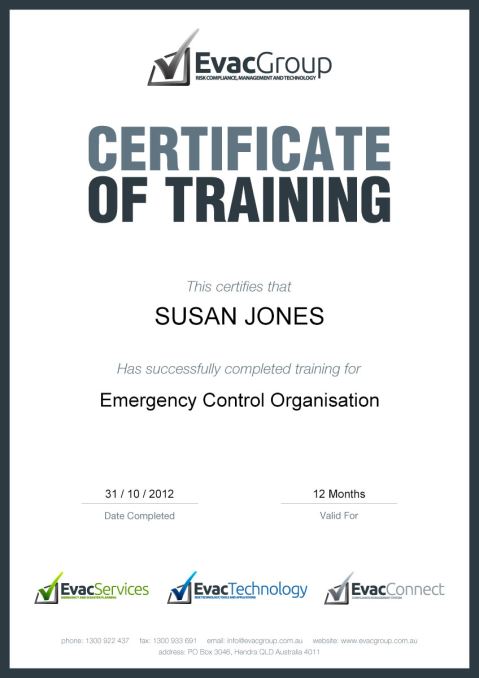 EvacGroup
RISK COMPLIANCE, MANAGEMENT AND TECHNOLOGY
CERTIFICATE
OF TRAINING
This certifies that
SUSAN JONES
Has successfully completed training for
Emergency Control Organisation
31 / 10 / 2012 12 Months
Date Completed Valid For
EvacServices EvacTechnology EvacConnect
phone: 1300 922 437 fax: 1300 933 691 email: info@evacgroup.com.au website: www.evacgroup.com.au
address: PO Box 3046, Hendra QLD Australia 4011